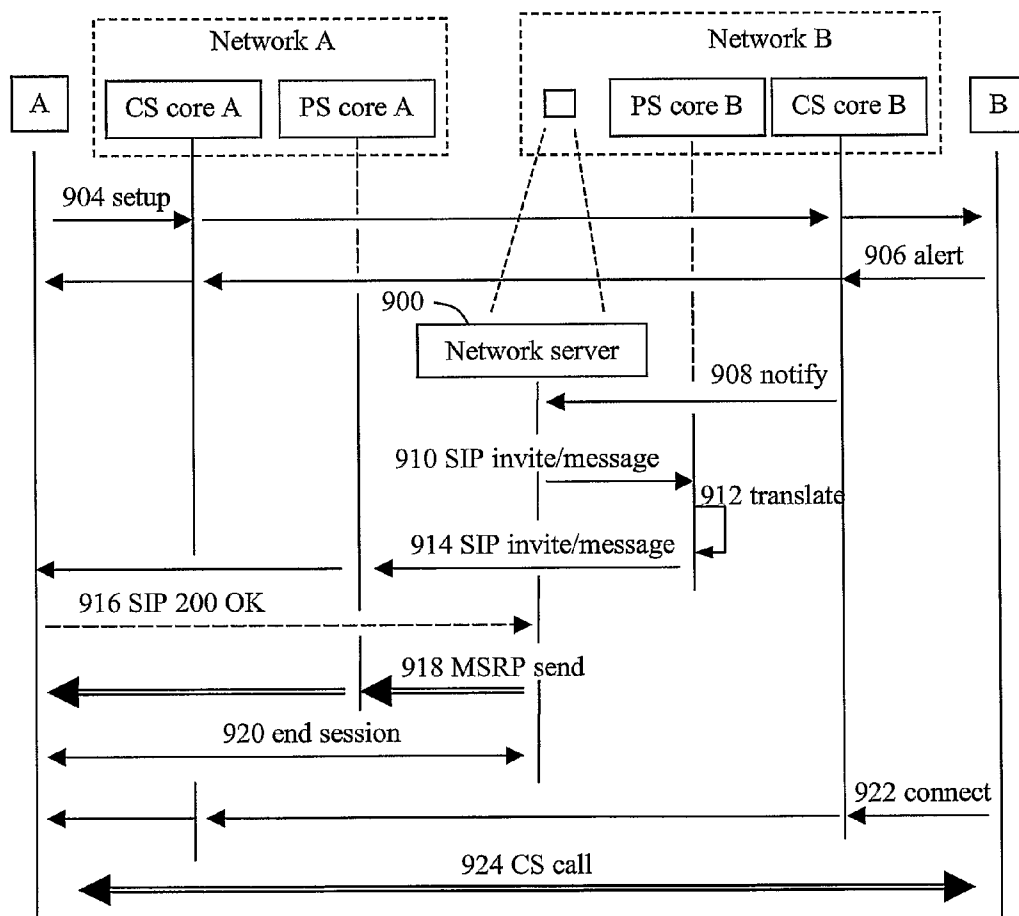 Network A
Network B
A
CS core A
PS core A
PS core B
CS core B
B
904 setup
906 alert
900
Network server
908 notify
910 SIP invite/message
912 translate
914 SIP invite/message
916 SIP 200 OK
918 MSRP send
920 end session
922 connect
924 CS call